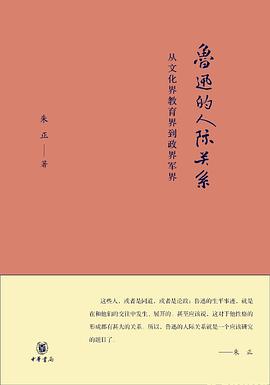 鲁迅的人际关系
从文化界教育界到政界军界
朱 正——著
这些人，或者是同道，或者是论敌；鲁迅的生平事迹，就是
在和他们的交往中发生、展开的。甚至应该说，这对于他性格的
形成都有甚大的关系。所以，鲁迅的人际关系就是一个应该研究
的题目了。
——朱 正
中華書局